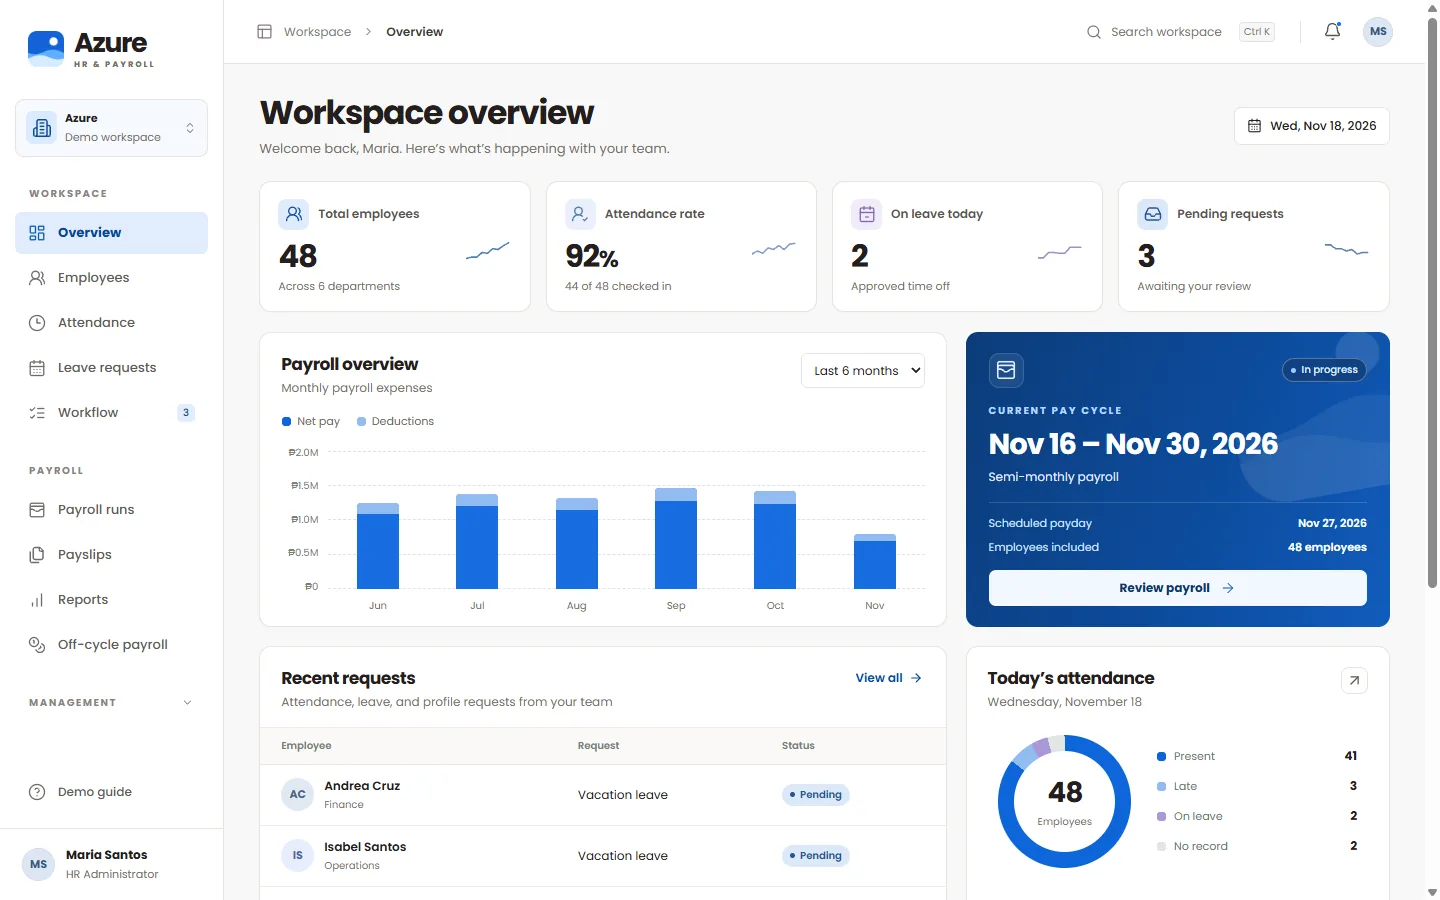 Azure
HR & PAYROLL
Azure
Demo workspace
WORKSPACE
Overview
Employees
Attendance
Leave requests
Workflow 3
PAYROLL
Payroll runs
Payslips
Reports
Off-cycle payroll
MANAGEMENT
Demo guide
MS Maria Santos
HR Administrator
Workspace Overview
Search workspace Ctrl K
MS
Workspace overview
Welcome back, Maria. Here’s what’s happening with your team.
Wed, Nov 18, 2026
Total employees
48
Across 6 departments
Attendance rate
92%
44 of 48 checked in
On leave today
2
Approved time off
Pending requests
3
Awaiting your review
Payroll overview
Monthly payroll expenses
Last 6 months
Net pay Deductions
₱2.0M
₱1.5M
₱1.0M
₱0.5M
₱0
Jun Jul Aug Sep Oct Nov
In progress
CURRENT PAY CYCLE
Nov 16 – Nov 30, 2026
Semi-monthly payroll
Scheduled payday Nov 27, 2026
Employees included 48 employees
Review payroll
Recent requests
Attendance, leave, and profile requests from your team
View all
Employee Request Status
AC Andrea Cruz
Finance
Vacation leave Pending
IS Isabel Santos
Operations
Vacation leave Pending
Today’s attendance
Wednesday, November 18
48
Employees
Present 41
Late 3
On leave 2
No record 2